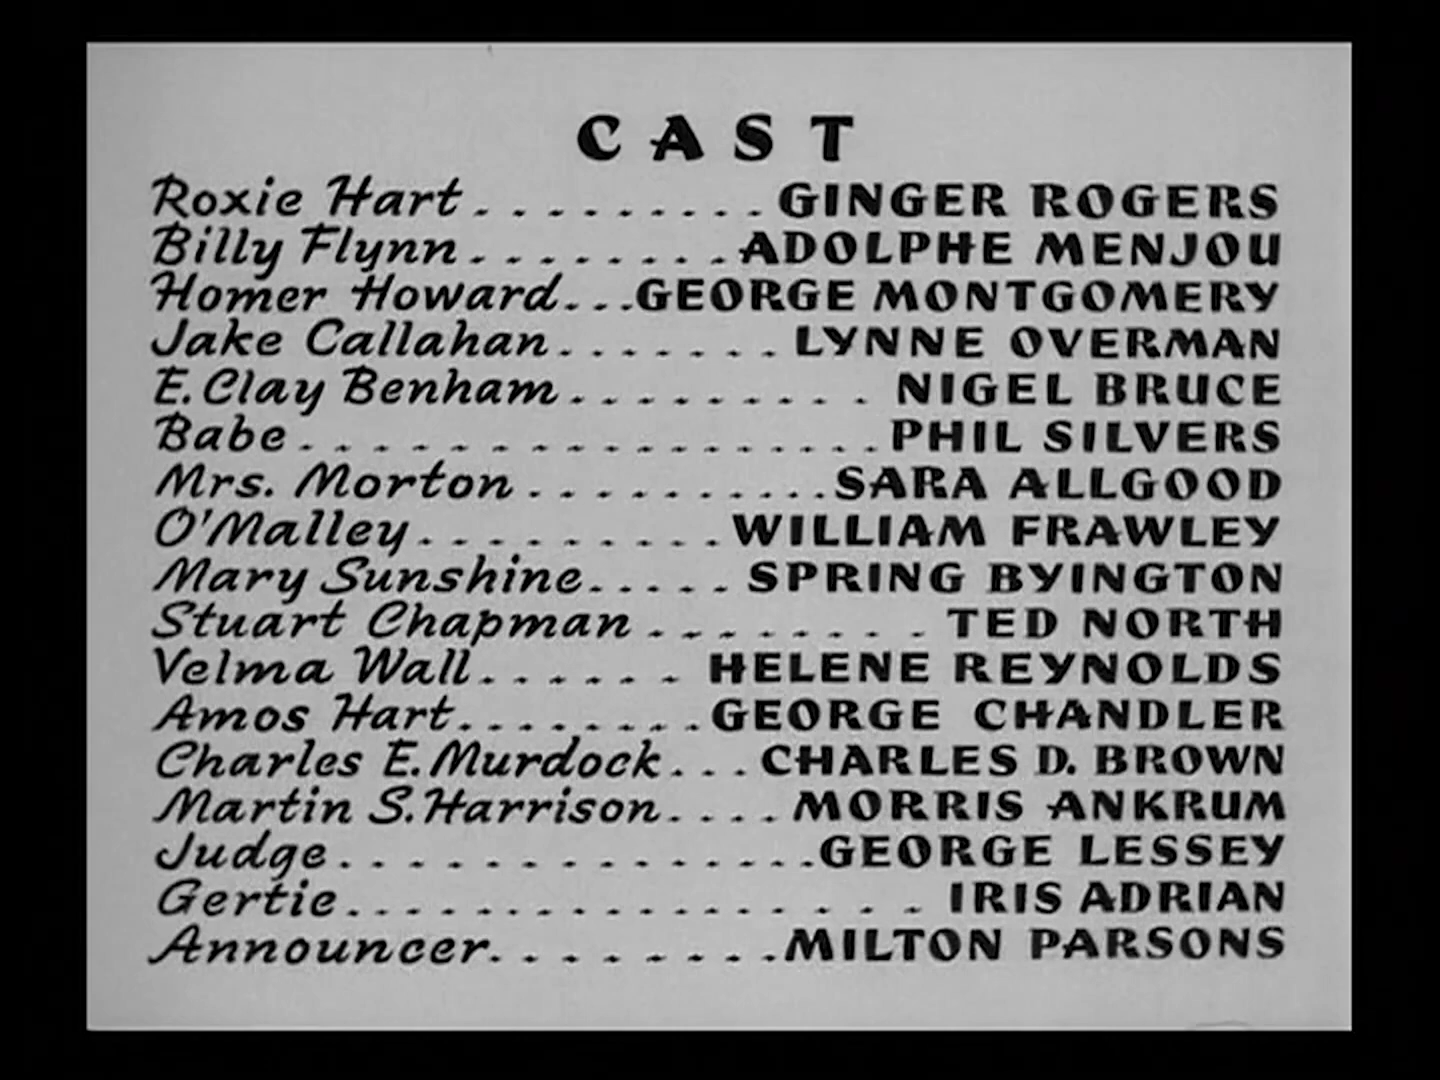 CAST
Roxie Hart.........GINGER ROGERS
Billy Flynn........ADOLPHE MENJOU
Homer Howard...GEORGE MONTGOMERY
Jake Callahan.......LYNNE OVERMAN
E. Clay Benham.........NIGEL BRUCE
Babe..................PHIL SILVERS
Mrs. Morton..........SARA ALLGOOD
O'Malley.........WILLIAM FRAWLEY
Mary Sunshine.....SPRING BYINGTON
Stuart Chapman........TED NORTH
Velma Wall......HELENE REYNOLDS
Amos Hart........GEORGE CHANDLER
Charles E. Murdock...CHARLES D. BROWN
Martin S. Harrison....MORRIS ANKRUM
Judge..............GEORGE LESSEY
Gertie..................IRIS ADRIAN
Announcer.........MILTON PARSONS